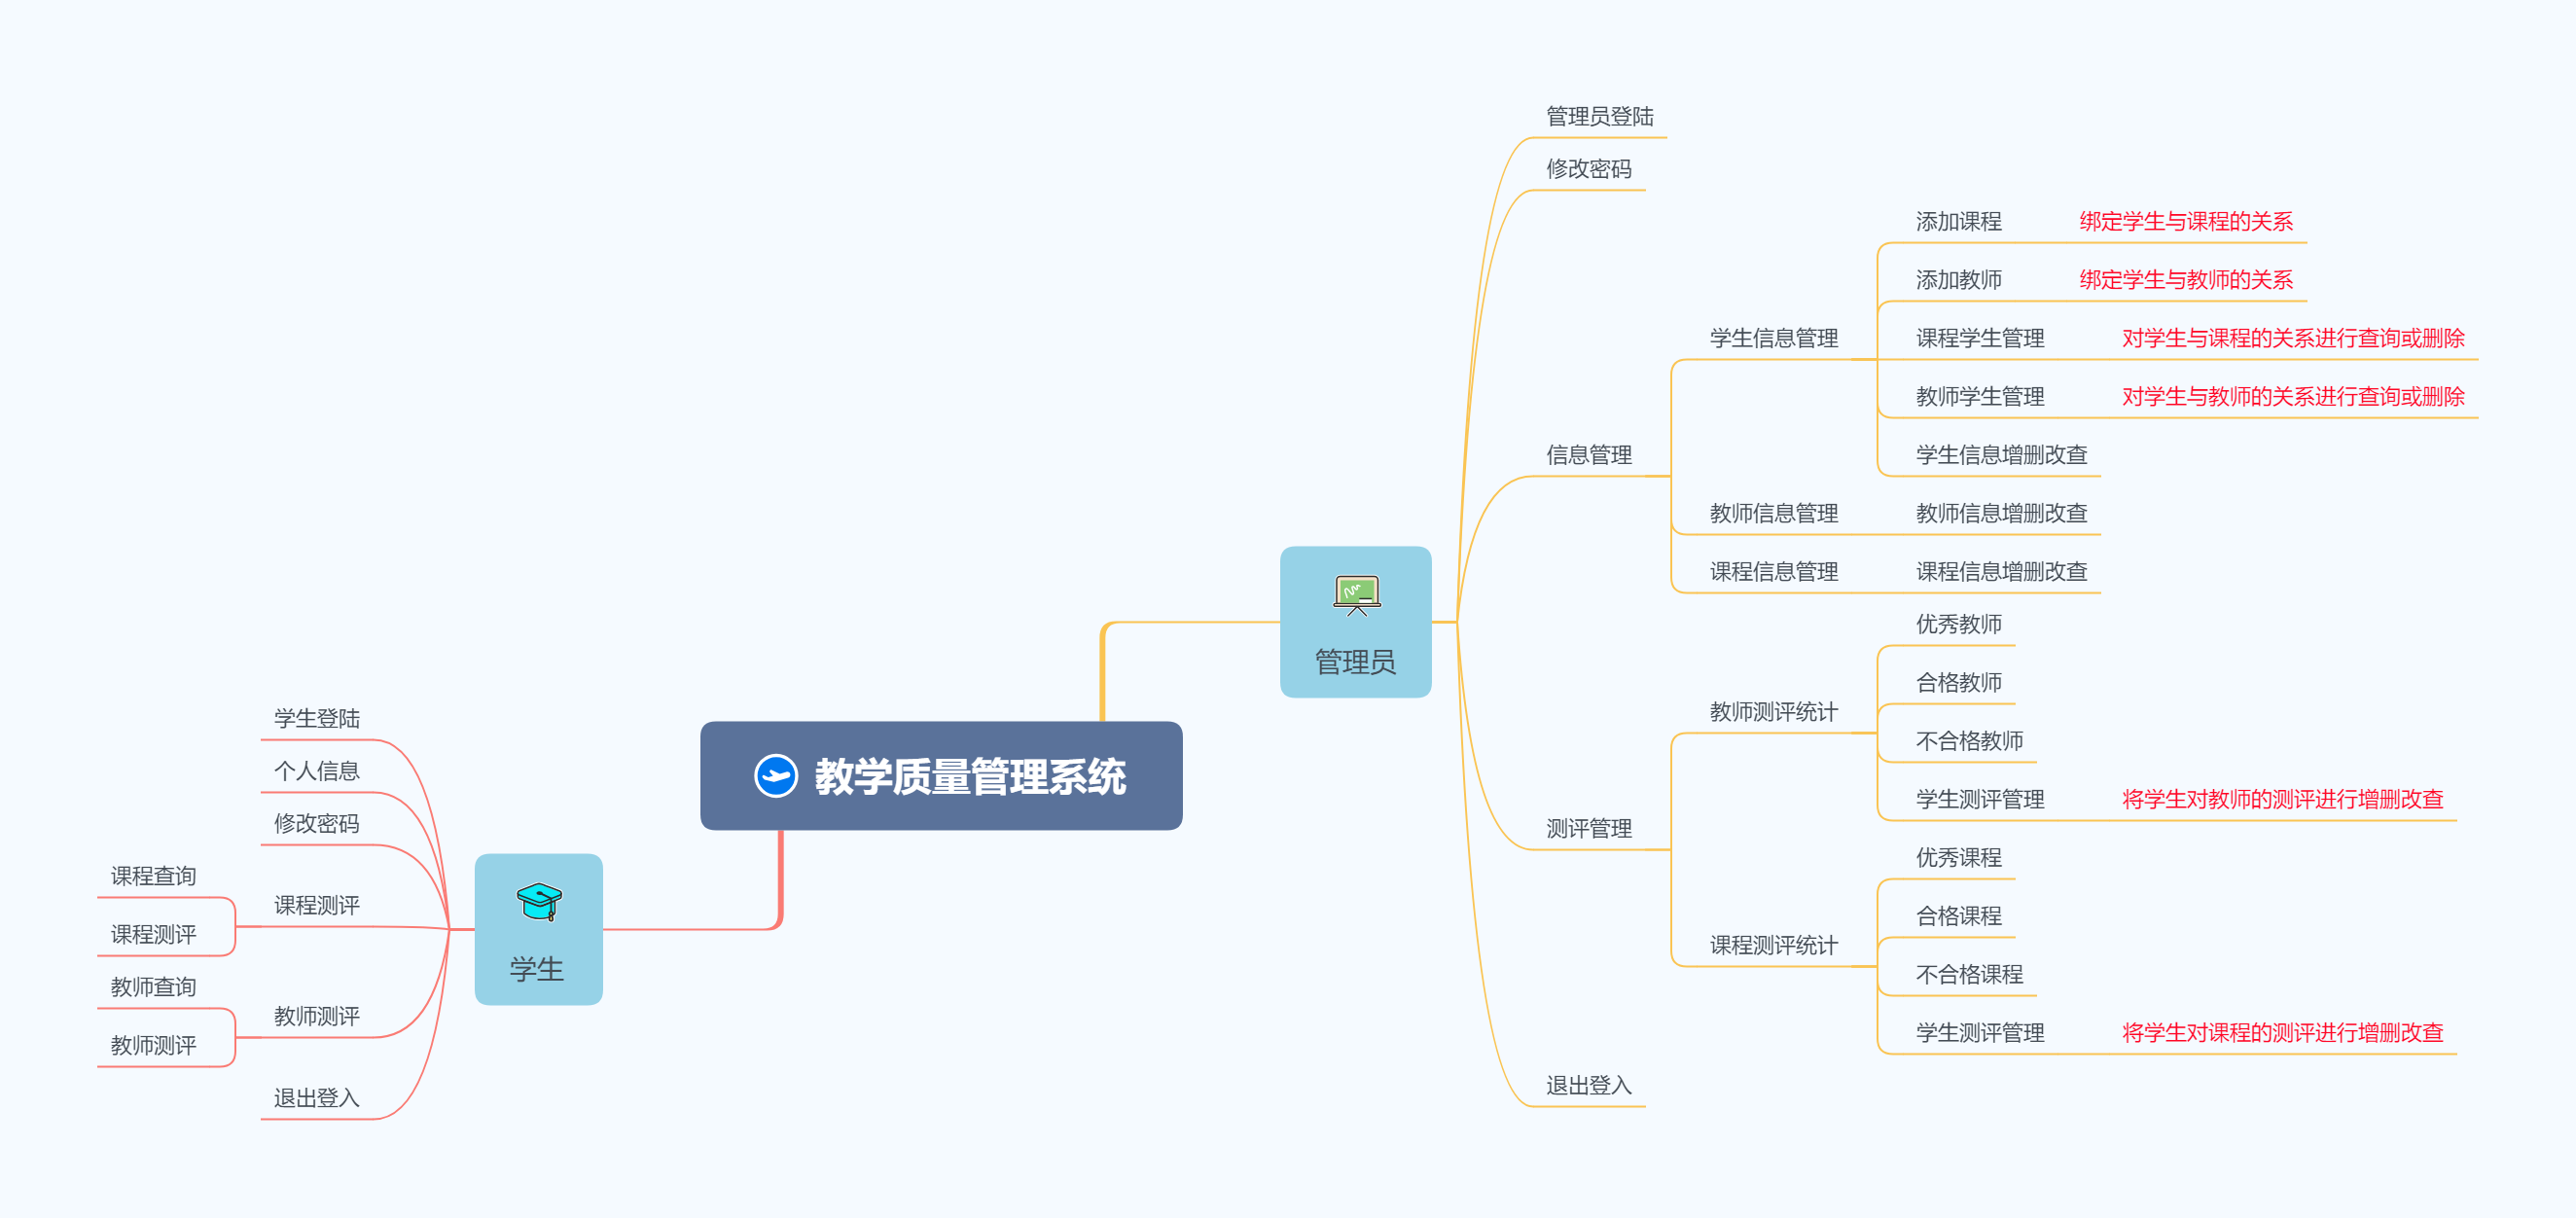 教学质量管理系统
管理员
管理员登陆
修改密码
信息管理
学生信息管理
添加课程 绑定学生与课程的关系
添加教师 绑定学生与教师的关系
课程学生管理 对学生与课程的关系进行查询或删除
教师学生管理 对学生与教师的关系进行查询或删除
学生信息增删改查
教师信息管理 教师信息增删改查
课程信息管理 课程信息增删改查
测评管理
教师测评统计
优秀教师
合格教师
不合格教师
学生测评管理 将学生对教师的测评进行增删改查
课程测评统计
优秀课程
合格课程
不合格课程
学生测评管理 将学生对课程的测评进行增删改查
退出登入
学生
学生登陆
个人信息
修改密码
课程测评
课程查询
课程测评
教师测评
教师查询
教师测评
退出登入